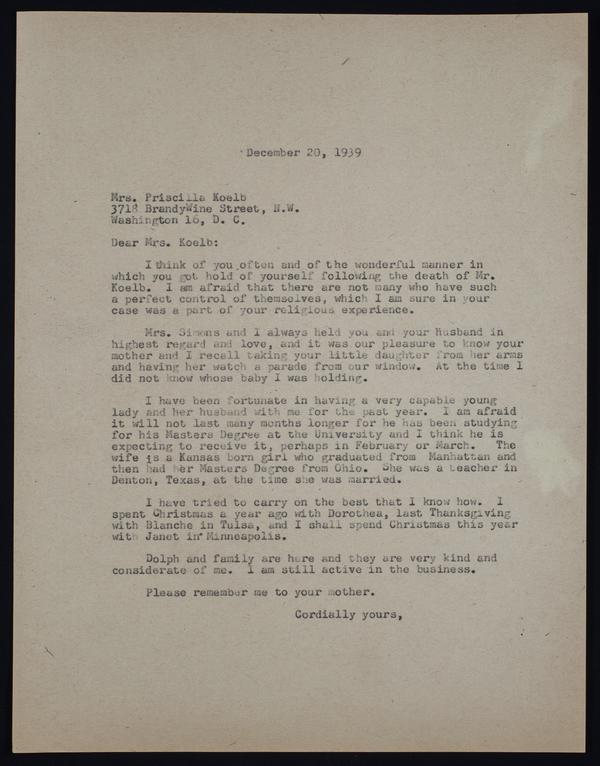 December 20, 1939
Mrs. Priscilla Koelb
3718 BrandyWine Street, N.W.
Washington 16, D. C.
Dear Mrs. Koelb:
I think of you often and of the wonderful manner in
which you got hold of yourself following the death of Mr.
Koelb. I am afraid that there are not many who have such
a perfect control of themselves, which I am sure in your
case was a part of your religious experience.
Mrs. Simons and I always held you and your Husband in
highest regard and love, and it was our pleasure to know your
mother and I recall taking your little daughter from her arms
and having her watch a parade from our window. At the time I
did not know whose baby I was holding.
I have been fortunate in having a very capable young
lady and her husband with me for the past year. I am afraid
it will not last many months longer for he has been studying
for his Masters Degree at the University and I think he is
expecting to receive it, perhaps in February or March. The
wife is a Kansas born girl who graduated from Manhattan and
then had her Masters Degree from Ohio. She was a teacher in
Denton, Texas, at the time she was married.
I have tried to carry on the best that I know how. I
spent Christmas a year ago with Dorothea, last Thanksgiving
with Blanche in Tulsa, and I shall spend Christmas this year
with Janet in Minneapolis.
Dolph and family are here and they are very kind and
considerate of me. I am still active in the business.
Please remember me to your mother.
Cordially yours,